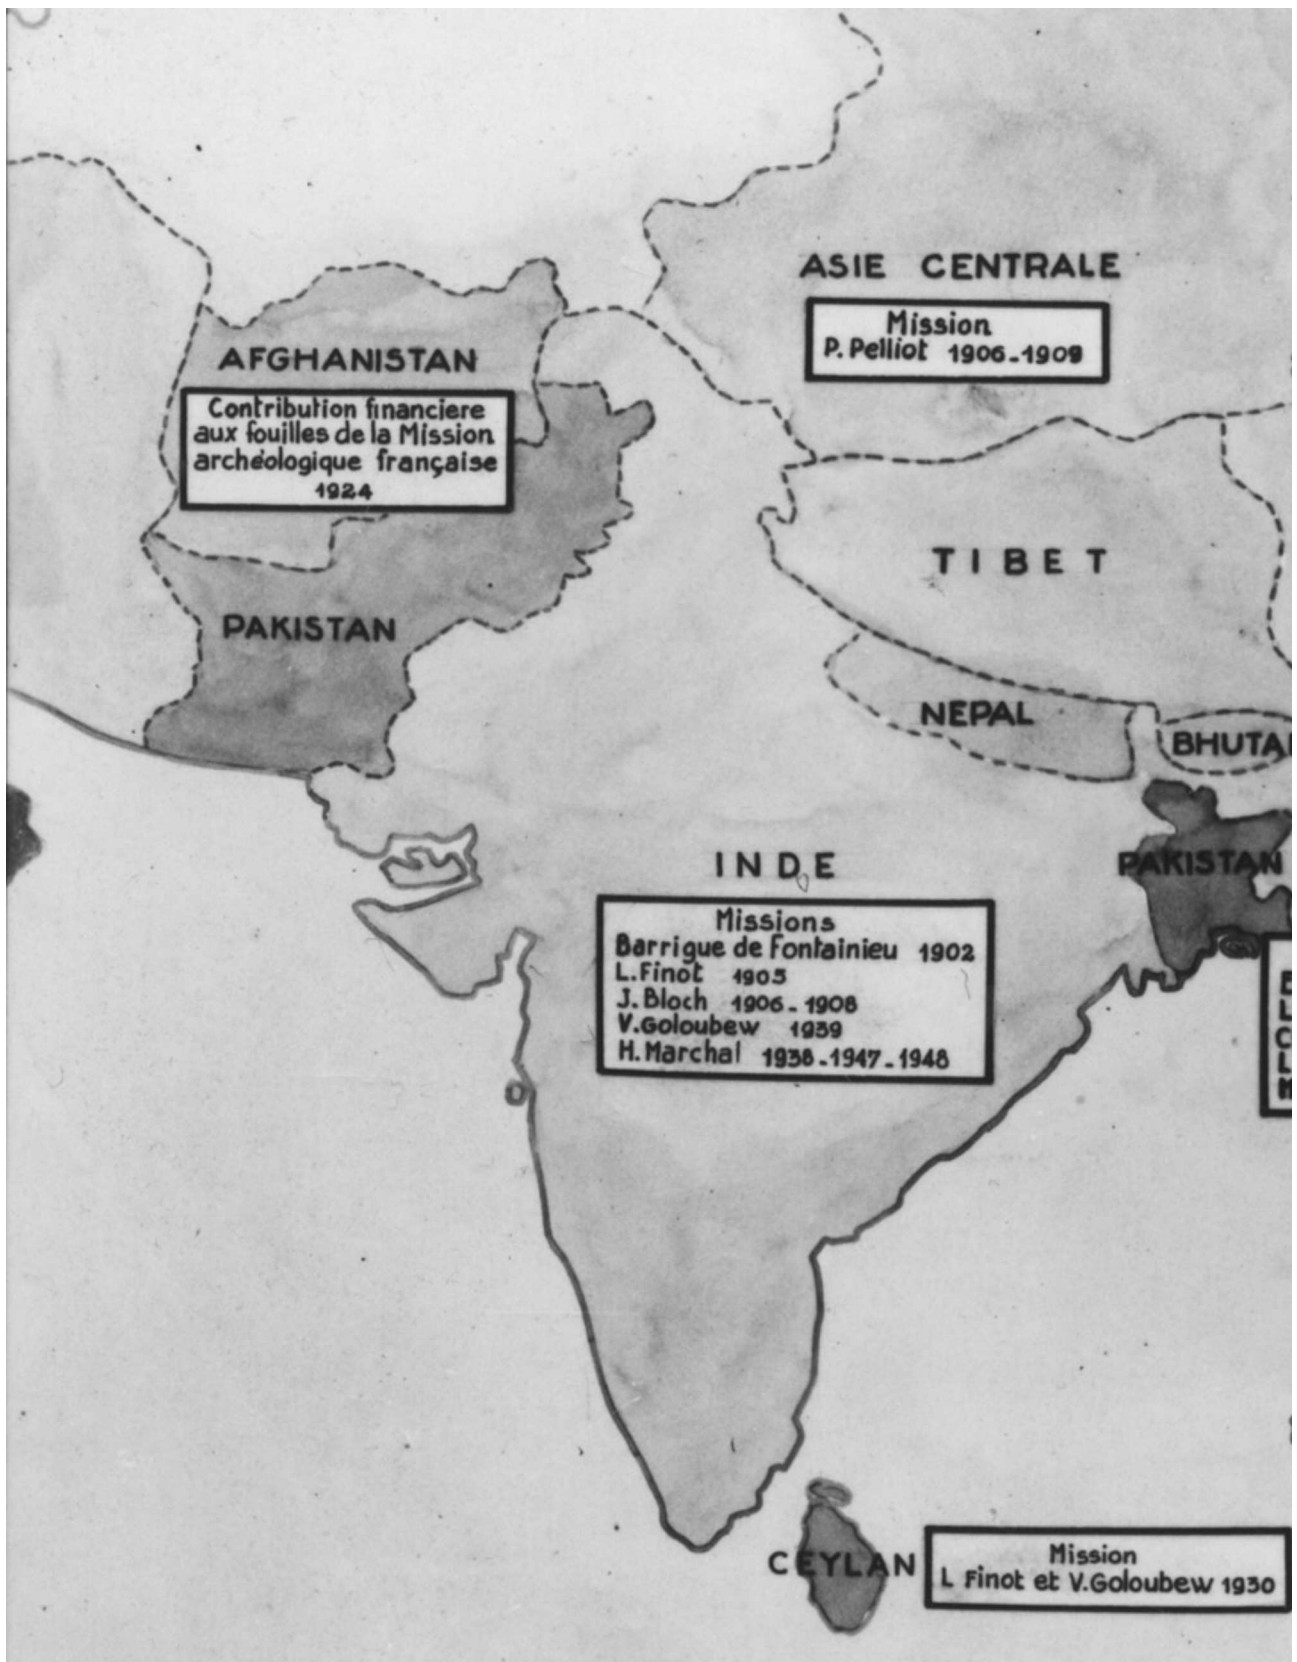 ASIE CENTRALE
Mission
P. Pelliot 1906-1909
AFGHANISTAN
Contribution financiere
aux fouilles de la Mission
archéologique française
1924
TIBET
PAKISTAN
NEPAL
BHUTA
PAKISTAN
INDE
Missions
Barrigue de Fontainieu 1902
L. Finot 1905
J. Bloch 1906-1908
V. Goloubew 1939
H. Marchal 1938-1947-1948
E
L
C
L
M
CEYLAN
Mission
L Finot et V. Goloubew 1930